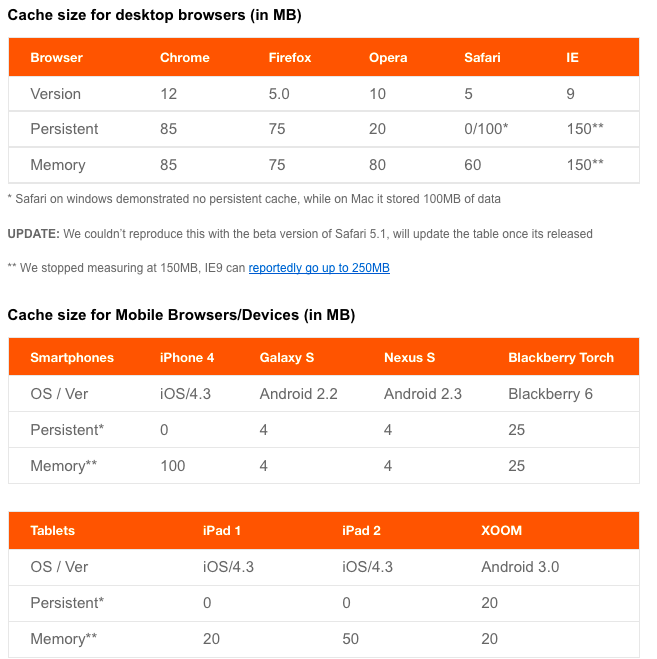 Cache size for desktop browsers (in MB)
Browser Chrome Firefox Opera Safari IE
Version 12 5.0 10 5 9
Persistent 85 75 20 0/100* 150**
Memory 85 75 80 60 150**
* Safari on windows demonstrated no persistent cache, while on Mac it stored 100MB of data
UPDATE: We couldn’t reproduce this with the beta version of Safari 5.1, will update the table once its released
** We stopped measuring at 150MB, IE9 can reportedly go up to 250MB
Cache size for Mobile Browsers/Devices (in MB)
Smartphones iPhone 4 Galaxy S Nexus S Blackberry Torch
OS / Ver iOS/4.3 Android 2.2 Android 2.3 Blackberry 6
Persistent* 0 4 4 25
Memory** 100 4 4 25
Tablets iPad 1 iPad 2 XOOM
OS / Ver iOS/4.3 iOS/4.3 Android 3.0
Persistent* 0 0 20
Memory** 20 50 20